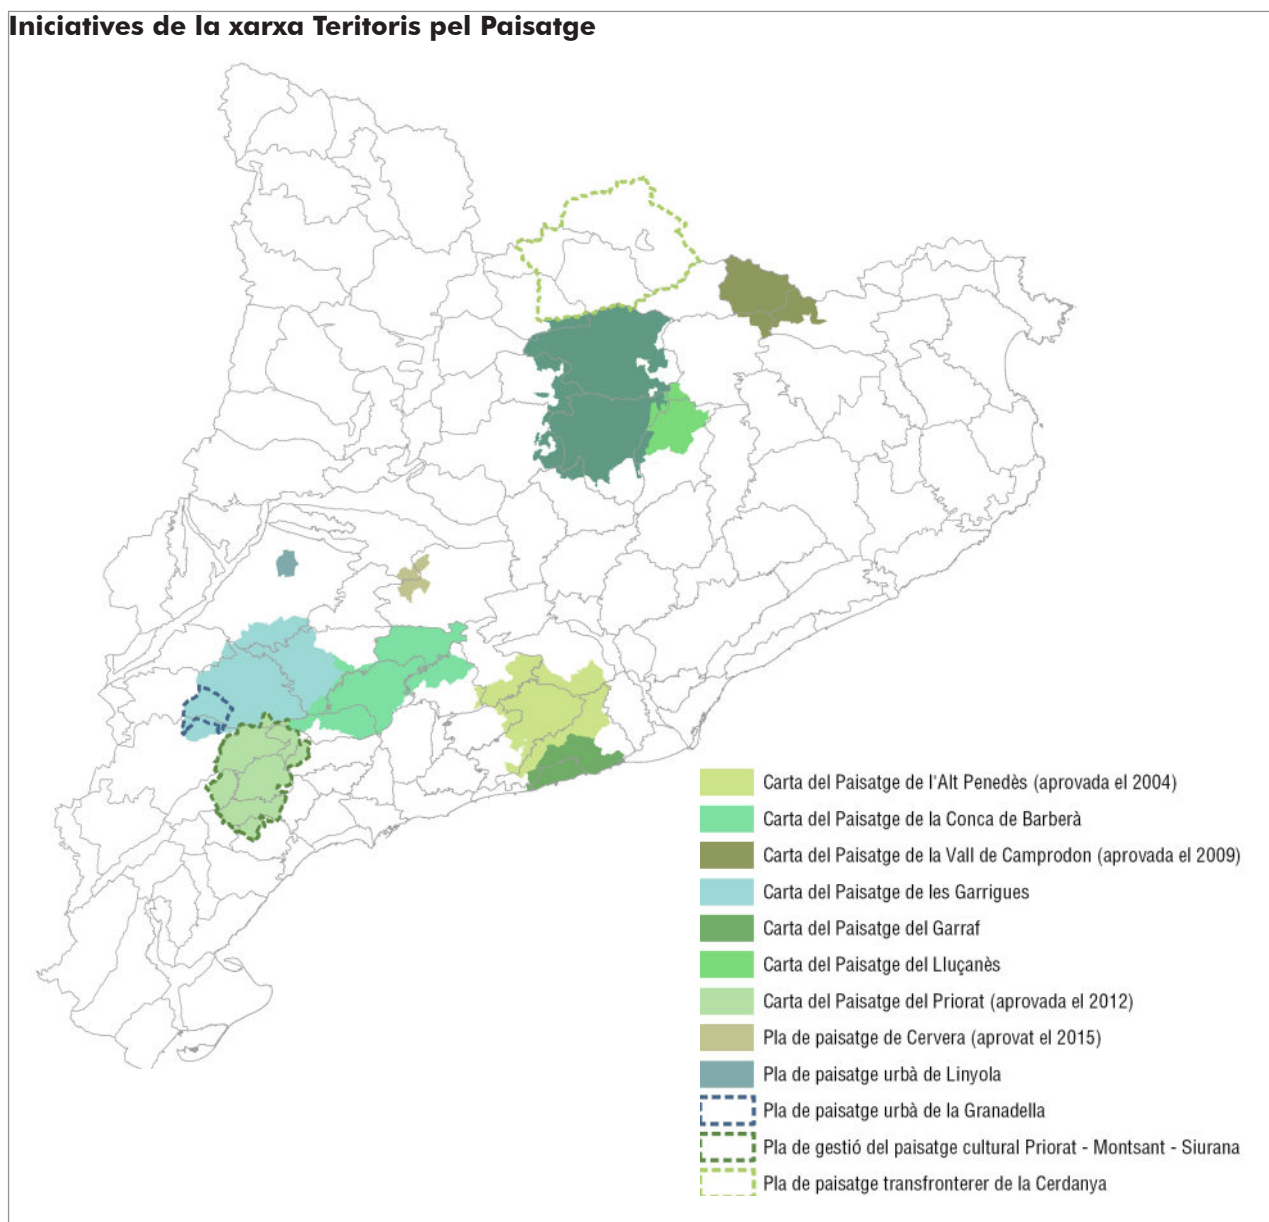 Iniciatives de la xarxa Teritoris pel Paisatge
Carta del Paisatge de l'Alt Penedès (aprovada el 2004)
Carta del Paisatge de la Conca de Barberà
Carta del Paisatge de la Vall de Camprodon (aprovada el 2009)
Carta del Paisatge de les Garrigues
Carta del Paisatge del Garraf
Carta del Paisatge del Lluçanès
Carta del Paisatge del Priorat (aprovada el 2012)
Pla de paisatge de Cervera (aprovat el 2015)
Pla de paisatge urbà de Linyola
Pla de paisatge urbà de la Granadella
Pla de gestió del paisatge cultural Priorat - Montsant - Siurana
Pla de paisatge transfronterer de la Cerdanya